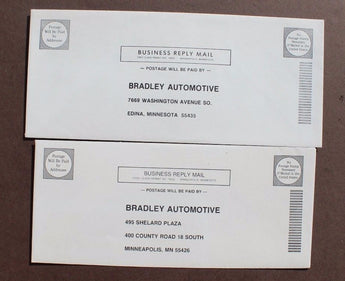 Postage
Will Be Paid
by
Addressee
No
Postage Stamp
Necessary
If Mailed in the
United States
BUSINESS REPLY MAIL
— POSTAGE WILL BE PAID BY —
BRADLEY AUTOMOTIVE
7669 WASHINGTON AVENUE SO.
EDINA, MINNESOTA 55435
Postage
Will Be Paid
by
Addressee
No
Postage Stamp
Necessary
If Mailed in the
United States
BUSINESS REPLY MAIL
— POSTAGE WILL BE PAID BY —
BRADLEY AUTOMOTIVE
495 SHELARD PLAZA
400 COUNTY ROAD 18 SOUTH
MINNEAPOLIS, MN 55426